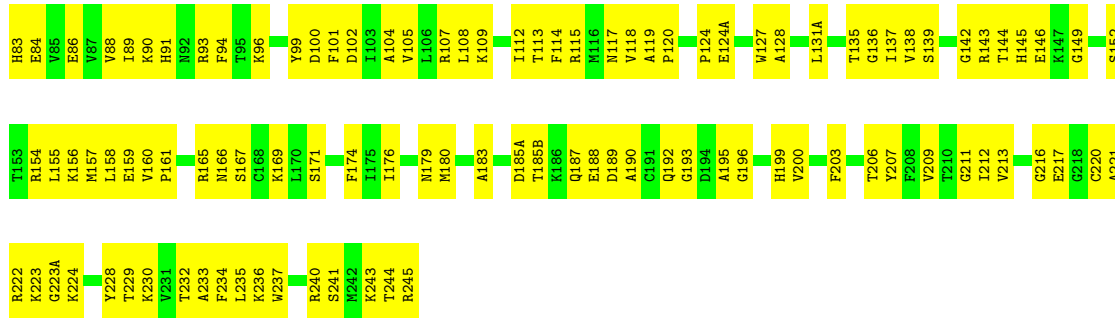 H83 E84 V85 E86 V87 V88 I89 K90 H91 N92 R93 F94 T95 K96 Y99 D100 F101 D102 I103 A104 V105 L106 R107 L108 K109 I112 T113 F114 R115 M116 N117 V118 A119 P120 P124 E124A W127 A128 L131A T135 G136 I137 V138 S139 G142 R143 T144 H145 E146 K147 G149 S152
T153 R154 L155 K156 M157 L158 E159 V160 P161 R165 N166 S167 C168 K169 L170 S171 F174 I175 I176 N179 M180 A183 D185A T185B K186 Q187 E188 D189 A190 C191 Q192 G193 D194 A195 G196 H199 V200 F203 T206 Y207 F208 V209 T210 G211 I212 V213 G216 E217 G218 C220 A221
R222 K223 G223A K224 Y228 T229 K230 V231 T232 A233 F234 L235 K236 W237 R240 S241 M242 K243 T244 R245